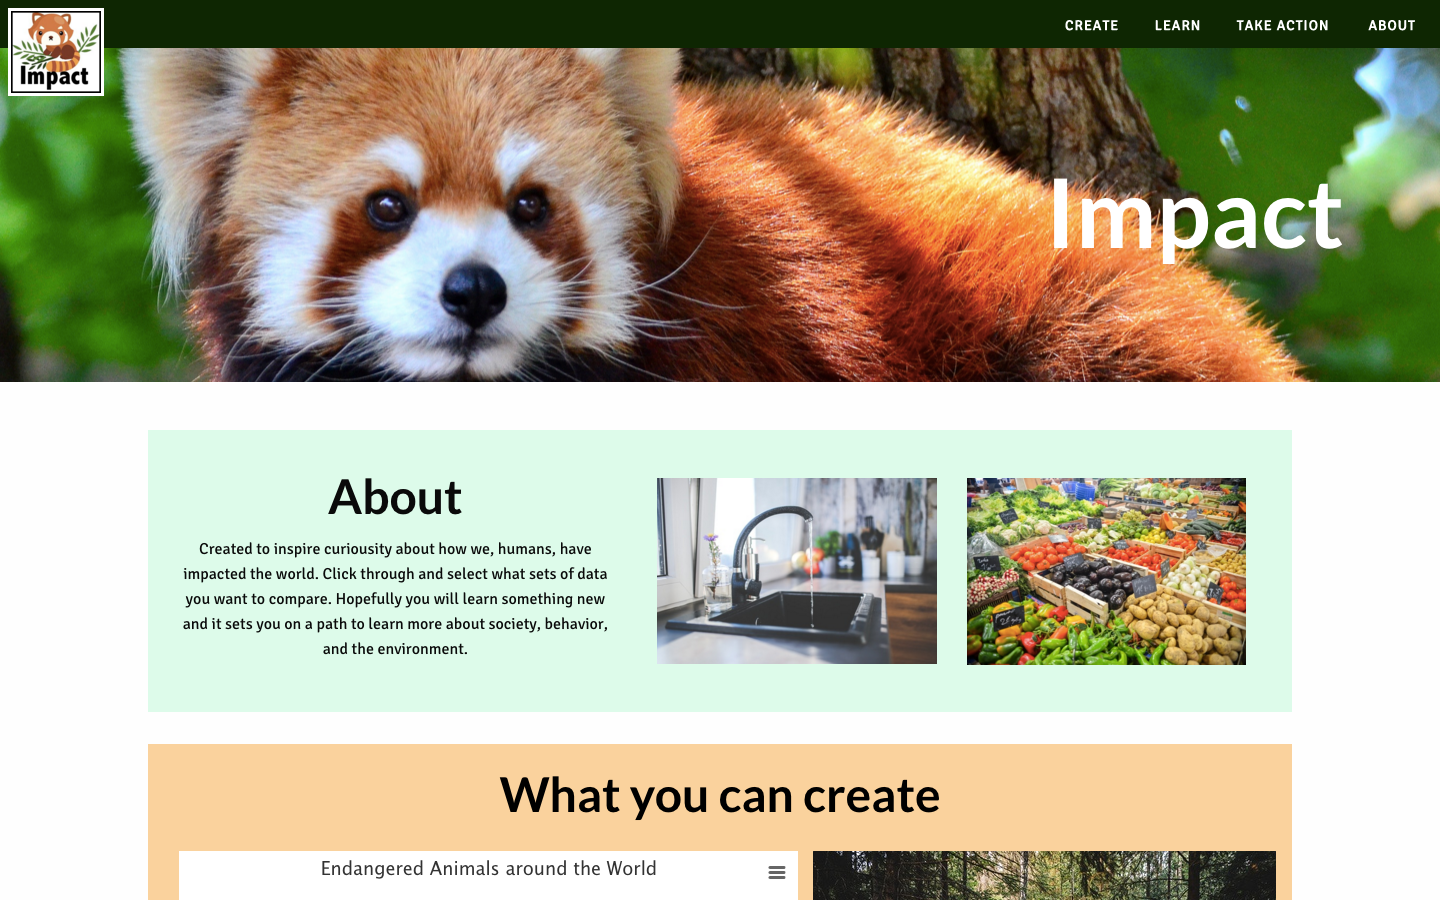 Impact
CREATE LEARN TAKE ACTION ABOUT
Impact
About
Created to inspire curiousity about how we, humans, have
impacted the world. Click through and select what sets of data
you want to compare. Hopefully you will learn something new
and it sets you on a path to learn more about society, behavior,
and the environment.
What you can create
Endangered Animals around the World